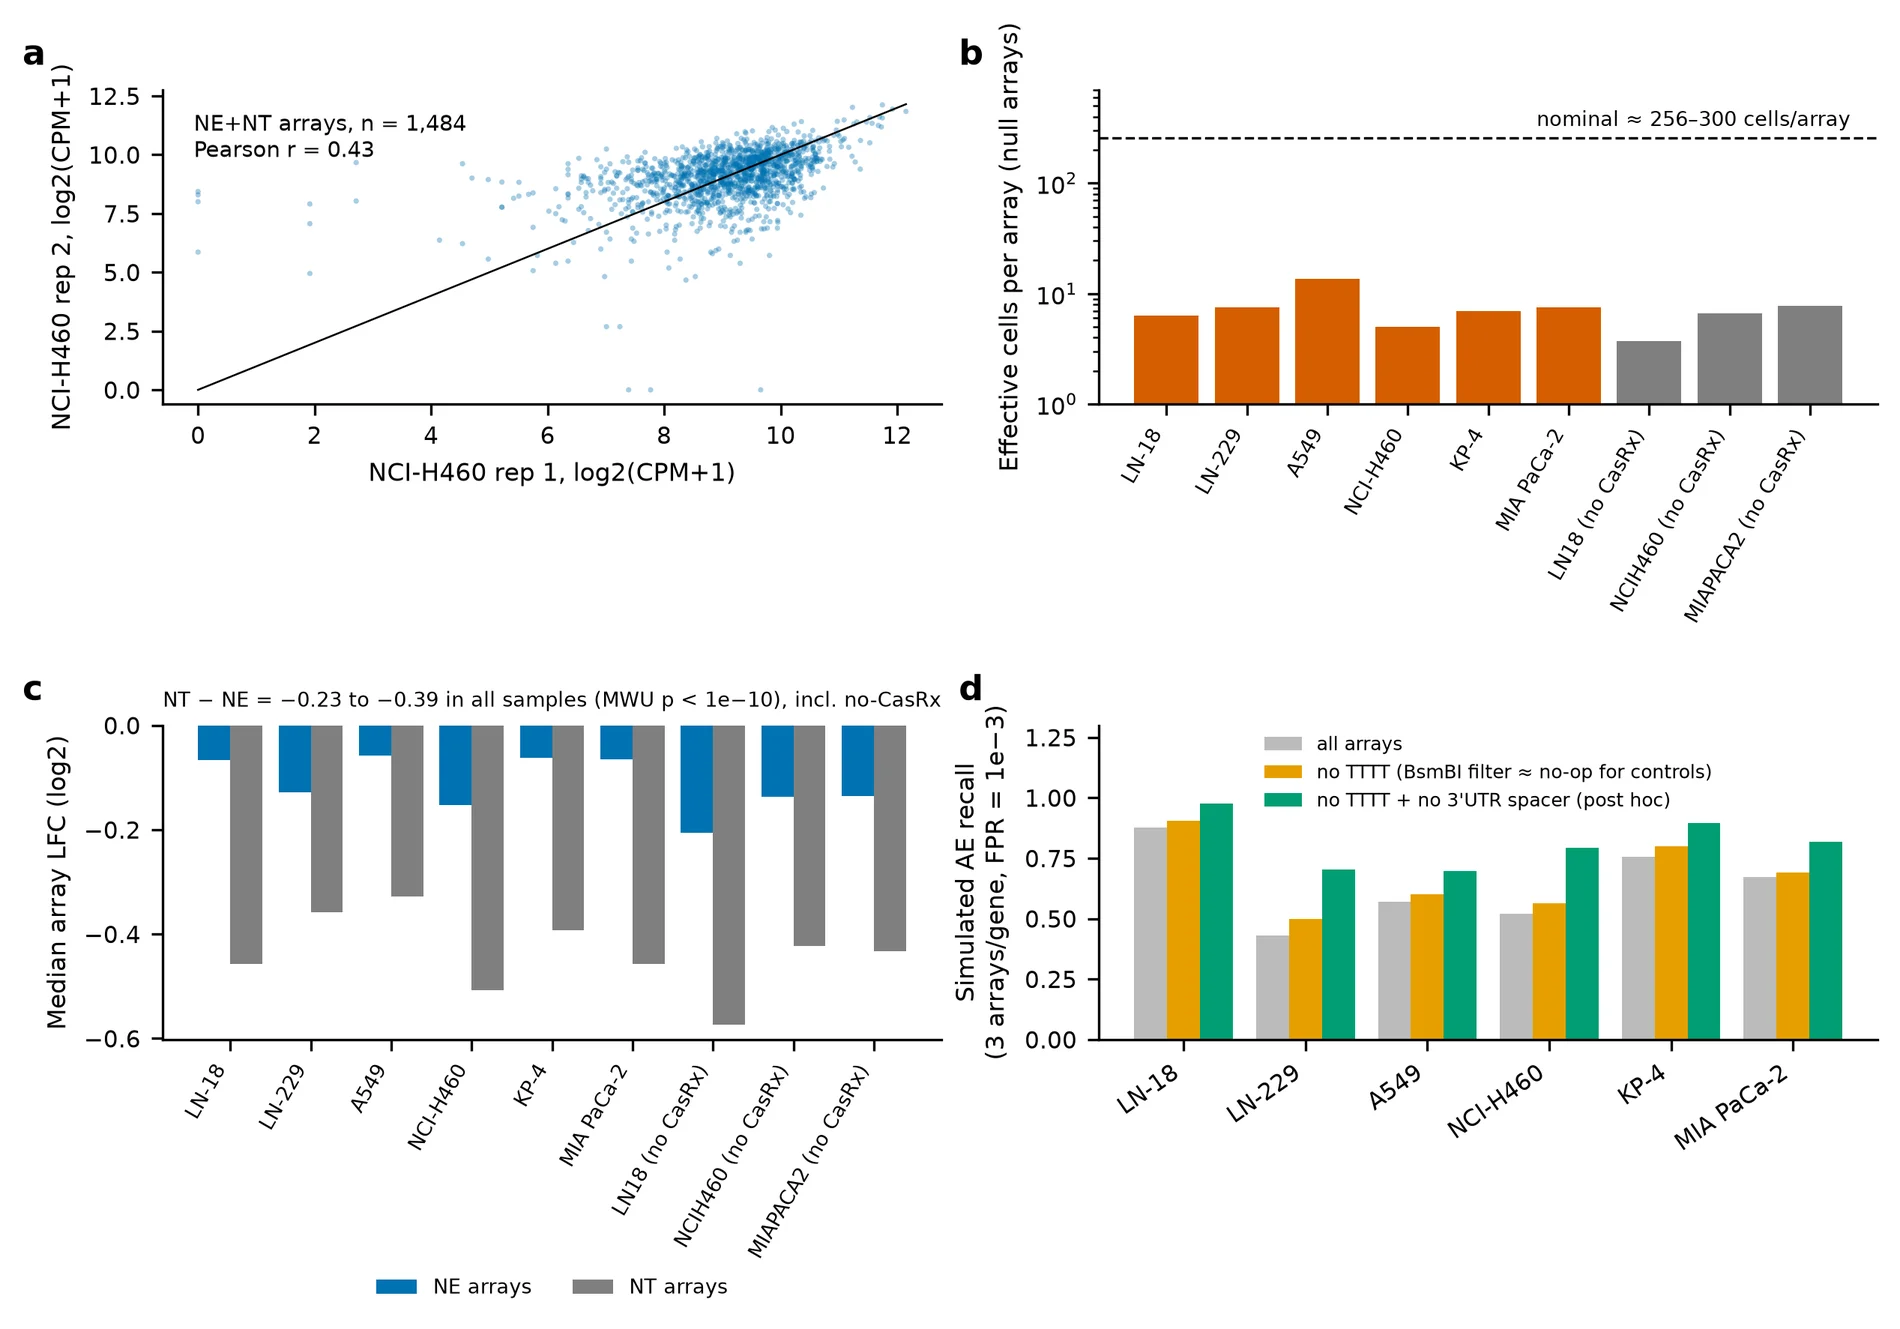 a
NCI-H460 rep 2, log2(CPM+1)
12.5
10.0
7.5
5.0
2.5
0.0
NE+NT arrays, n = 1,484
Pearson r = 0.43
0 2 4 6 8 10 12
NCI-H460 rep 1, log2(CPM+1)
b
Effective cells per array (null arrays)
10²
10¹
10⁰
nominal ≈ 256–300 cells/array
LN-18
LN-229
A549
NCI-H460
KP-4
MIA PaCa-2
LN18 (no CasRx)
NCIH460 (no CasRx)
MIAPACA2 (no CasRx)
c
NT − NE = −0.23 to −0.39 in all samples (MWU p < 1e−10), incl. no-CasRx
Median array LFC (log2)
0.0
−0.2
−0.4
−0.6
LN-18
LN-229
A549
NCI-H460
KP-4
MIA PaCa-2
LN18 (no CasRx)
NCIH460 (no CasRx)
MIAPACA2 (no CasRx)
NE arrays
NT arrays
d
Simulated AE recall
(3 arrays/gene, FPR = 1e−3)
1.25
1.00
0.75
0.50
0.25
0.00
all arrays
no TTTT (BsmBI filter ≈ no-op for controls)
no TTTT + no 3'UTR spacer (post hoc)
LN-18
LN-229
A549
NCI-H460
KP-4
MIA PaCa-2